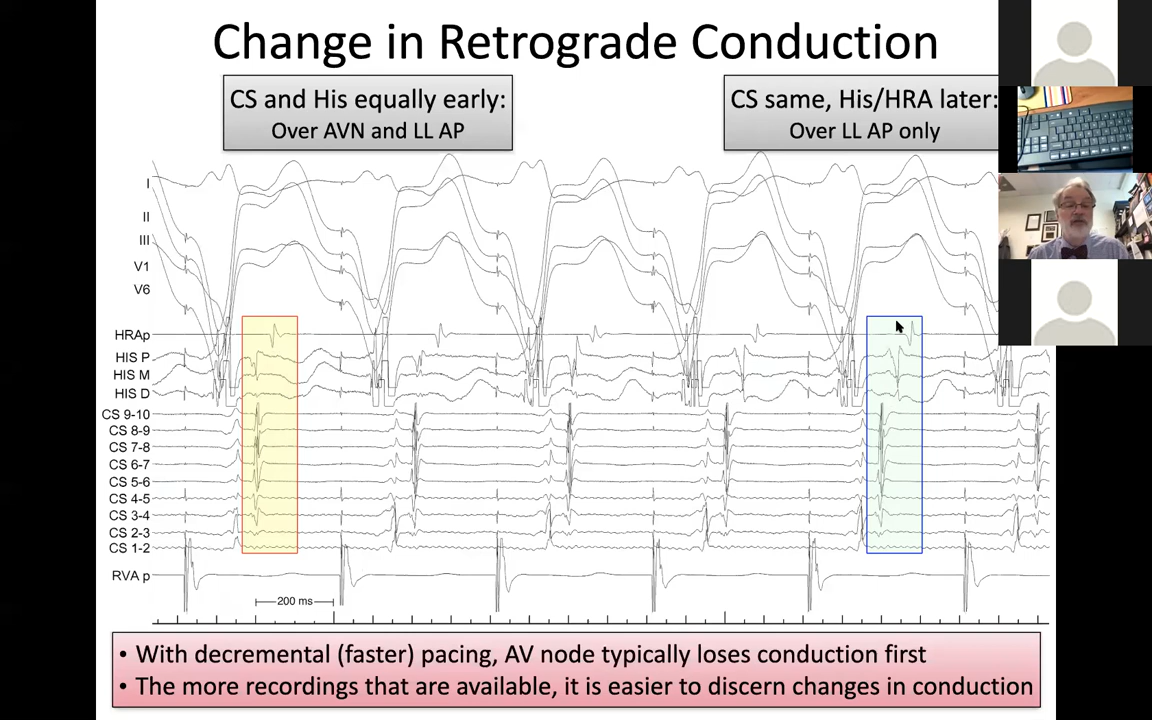 Change in Retrograde Conduction
CS and His equally early:
Over AVN and LL AP
CS same, His/HRA later:
Over LL AP only
I
II
III
V1
V6
HRAp
HIS P
HIS M
HIS D
CS 9-10
CS 8-9
CS 7-8
CS 6-7
CS 5-6
CS 4-5
CS 3-4
CS 2-3
CS 1-2
RVA p
200 ms
• With decremental (faster) pacing, AV node typically loses conduction first
• The more recordings that are available, it is easier to discern changes in conduction